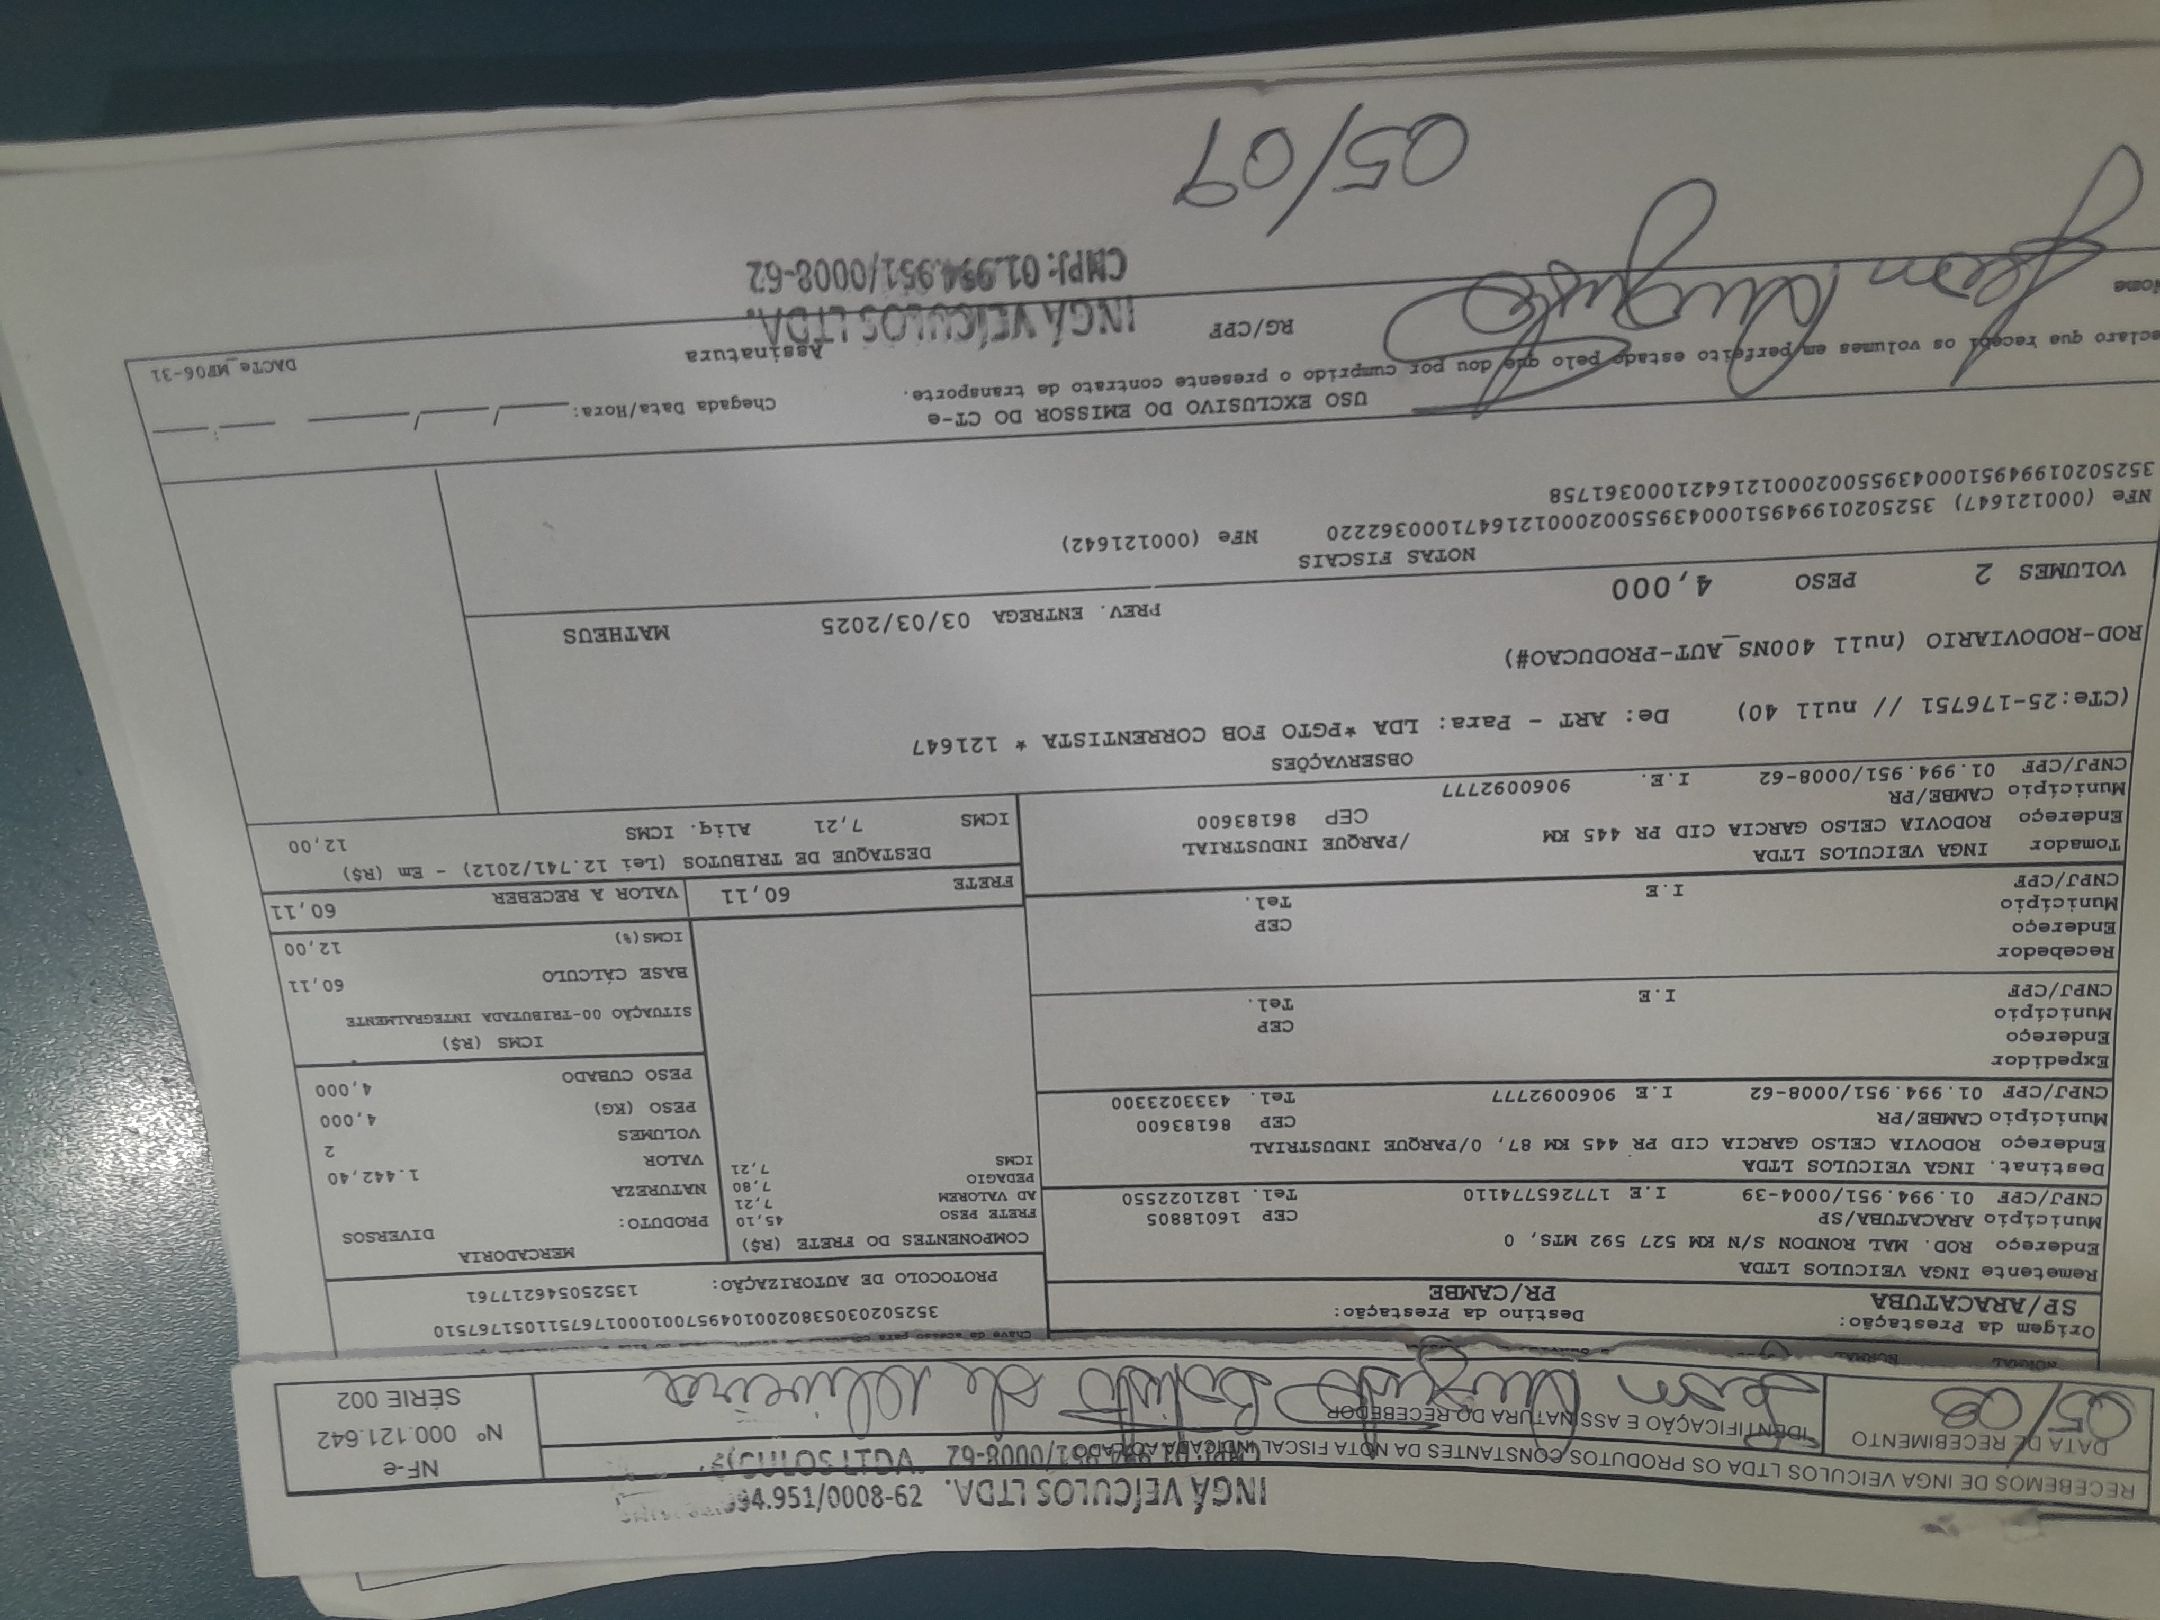 INGÁ VEÍCULOS LTDA.
94.951/0008-62
RECEBEMOS DE INGA VEICULOS LTDA OS PRODUTOS CONSTANTES DA NOTA FISCAL INDICADA AO LADO
DATA DE RECEBIMENTO
05/03
IDENTIFICAÇÃO E ASSINATURA DO RECEBEDOR
de Oliveira
NF-e
Nº 000.121.642
SÉRIE 002
NORMAL NORMAL
Origem da Prestação:
SP/ARACATUBA
Destino da Prestação:
PR/CAMBE
Remetente INGA VEICULOS LTDA
Endereço ROD. MAL RONDON S/N KM 527 592 MTS, 0
Município ARACATUBA/SP CEP 16018805
CNPJ/CPF 01.994.951/0004-39 I.E 177265774110 Tel. 1821022550
Destinat. INGA VEICULOS LTDA
Endereço RODOVIA CELSO GARCIA CID PR 445 KM 87, 0/PARQUE INDUSTRIAL
Município CAMBE/PR CEP 86183600
CNPJ/CPF 01.994.951/0008-62 I.E 9060092777 Tel. 4333023300
Expedidor
Endereço
Município CEP
CNPJ/CPF I.E Tel.
Recebedor
Endereço
Município CEP
CNPJ/CPF I.E Tel.
Tomador INGA VEICULOS LTDA
Endereço RODOVIA CELSO GARCIA CID PR 445 KM /PARQUE INDUSTRIAL
Município CAMBE/PR CEP 86183600
CNPJ/CPF 01.994.951/0008-62 I.E. 9060092777
PROTOCOLO DE AUTORIZAÇÃO: 135250546217761
COMPONENTES DO FRETE (R$)
FRETE PESO 45,10
AD VALOREM 7,21
PEDAGIO 7,80
ICMS 7,21
MERCADORIA
PRODUTO: DIVERSOS
NATUREZA
VALOR 1.442,40
VOLUMES 2
PESO (KG) 4,000
PESO CUBADO 4,000
ICMS (R$)
SITUAÇÃO 00-TRIBUTADA INTEGRALMENTE
BASE CÁLCULO 60,11
ICMS(%) 12,00
FRETE 60,11 VALOR A RECEBER 60,11
DESTAQUE DE TRIBUTOS (Lei 12.741/2012) - Em (R$)
ICMS 7,21 Aliq. ICMS 12,00
OBSERVAÇÕES
(CTe:25-176751 // null 40) De: ART - Para: LDA *PGTO FOB CORRENTISTA * 121647
ROD-RODOVIARIO (null 400NS_AUT-PRODUCAO#)
VOLUMES 2 PESO 4,000
PREV. ENTREGA 03/03/2025 MATHEUS
NOTAS FISCAIS
NFe (000121647) 35250201994951000439550020001216471000362220 NFe (000121642)
35250201994951000439550020001216421000361758
USO EXCLUSIVO DO EMISSOR DO CT-e
eclaro que recebi os volumes em perfeito estado pelo que dou por cumprido o presente contrato de transporte.
Chegada Data/Hora: / / :
Nome
RG/CPF
Assinatura
DACTe_MF06-31
INGÁ VEÍCULOS LTDA.
CNPJ: 01.994.951/0008-62
05/09